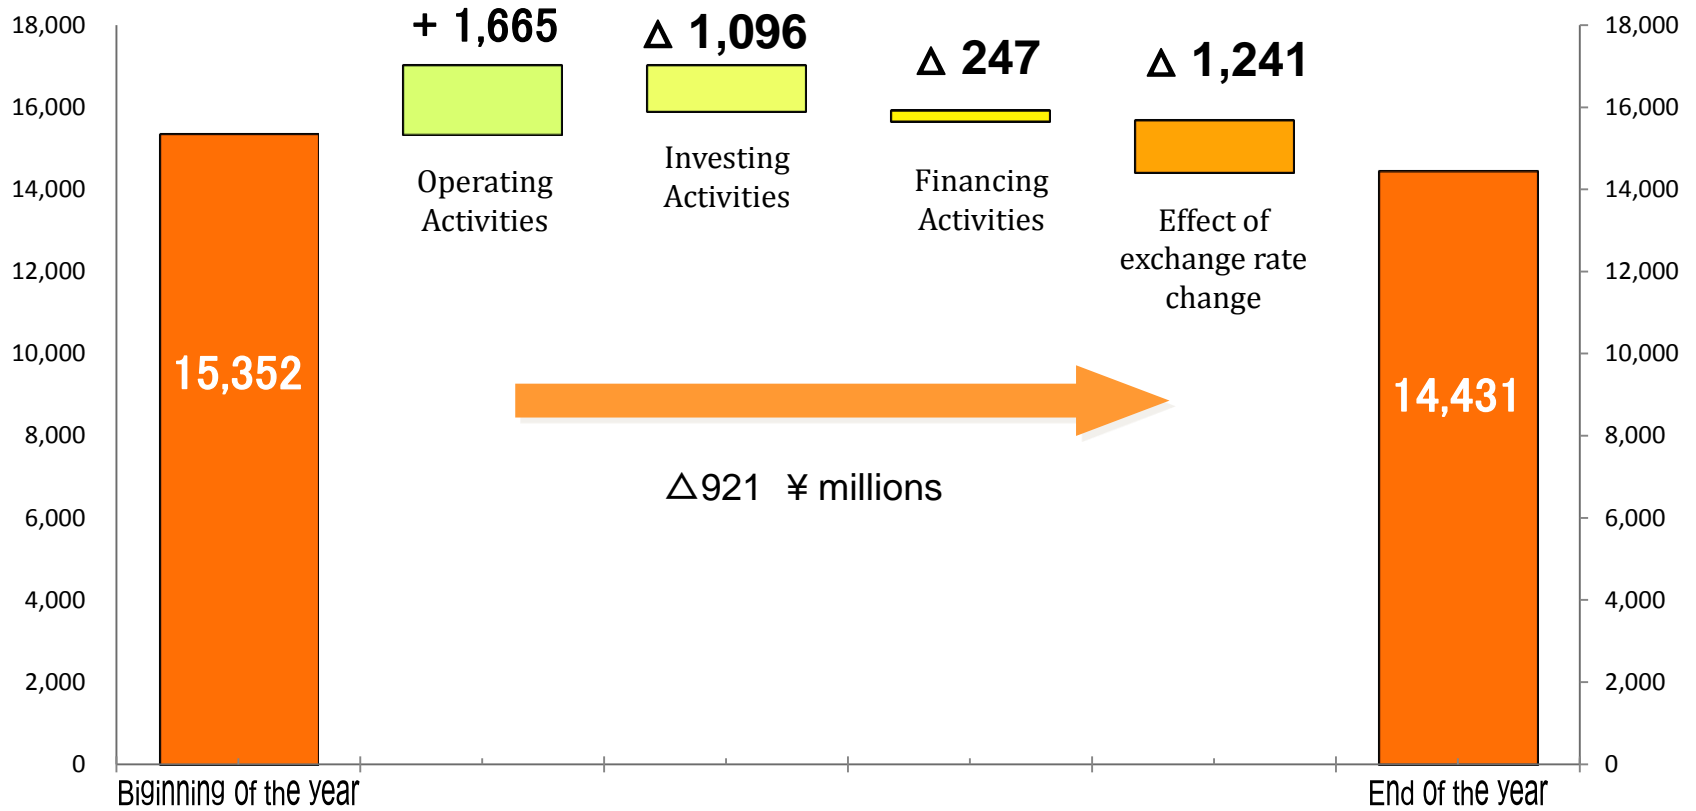 18,000
16,000
14,000
12,000
10,000
8,000
6,000
4,000
2,000
0
+ 1,665
Δ 1,096
Δ 247
Δ 1,241
Operating
Activities
Investing
Activities
Financing
Activities
Effect of
exchange rate
change
15,352
14,431
△921 ¥ millions
18,000
16,000
14,000
12,000
10,000
8,000
6,000
4,000
2,000
0
Biginning of the year
End of the year